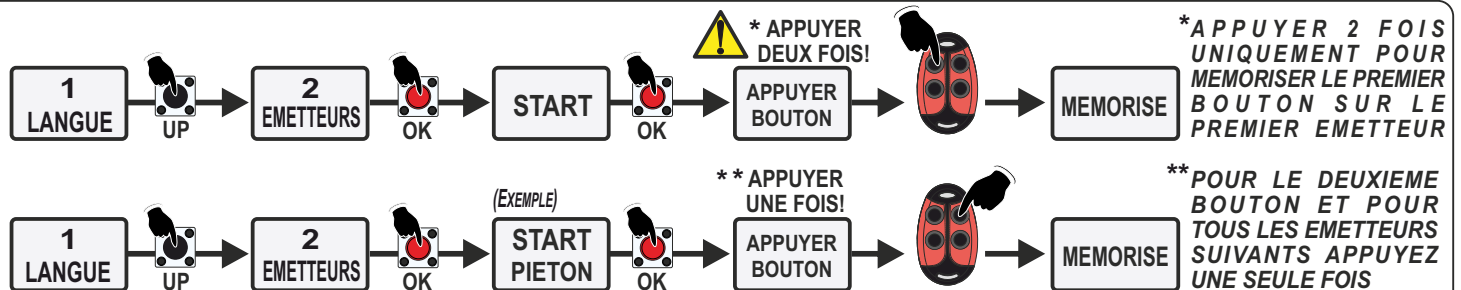 * APPUYER
DEUX FOIS!
1
LANGUE
UP
2
EMETTEURS
OK
START
OK
APPUYER
BOUTON
MEMORISE
*APPUYER 2 FOIS
UNIQUEMENT POUR
MEMORISER LE PREMIER
BOUTON SUR LE
PREMIER EMETTEUR
** APPUYER
UNE FOIS!
1
LANGUE
UP
2
EMETTEURS
OK
(EXEMPLE)
START
PIETON
OK
APPUYER
BOUTON
MEMORISE
**POUR LE DEUXIEME
BOUTON ET POUR
TOUS LES EMETTEURS
SUIVANTS APPUYEZ
UNE SEULE FOIS